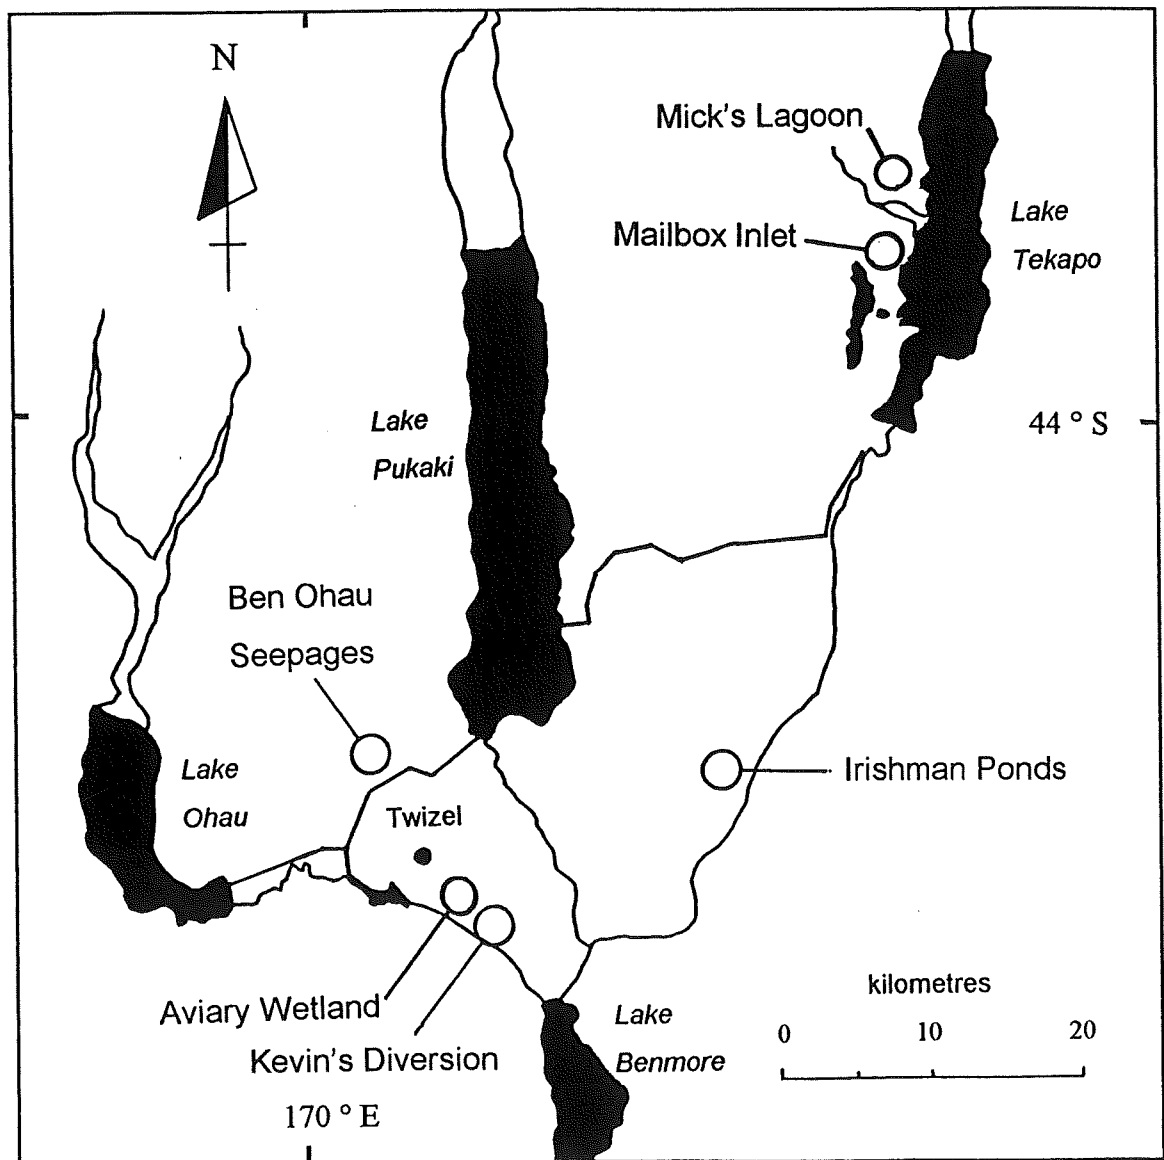 N
Mick's Lagoon
Lake
Tekapo
Mailbox Inlet
Lake
Pukaki
44 ° S
Ben Ohau
Seepages
Lake
Ohau
Twizel
Irishman Ponds
Aviary Wetland
Kevin's Diversion
Lake
Benmore
kilometres
0 10 20
170 ° E